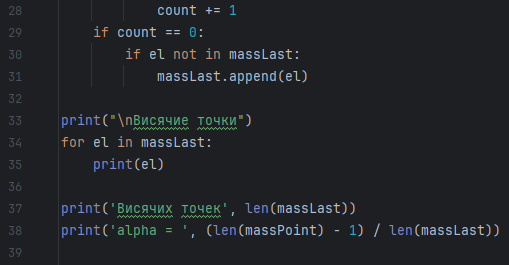 28 count += 1
29 if count == 0:
30 if el not in massLast:
31 massLast.append(el)
32
33 print("\nВисячие точки")
34 for el in massLast:
35 print(el)
36
37 print('Висячих точек', len(massLast))
38 print('alpha = ', (len(massPoint) - 1) / len(massLast))
39